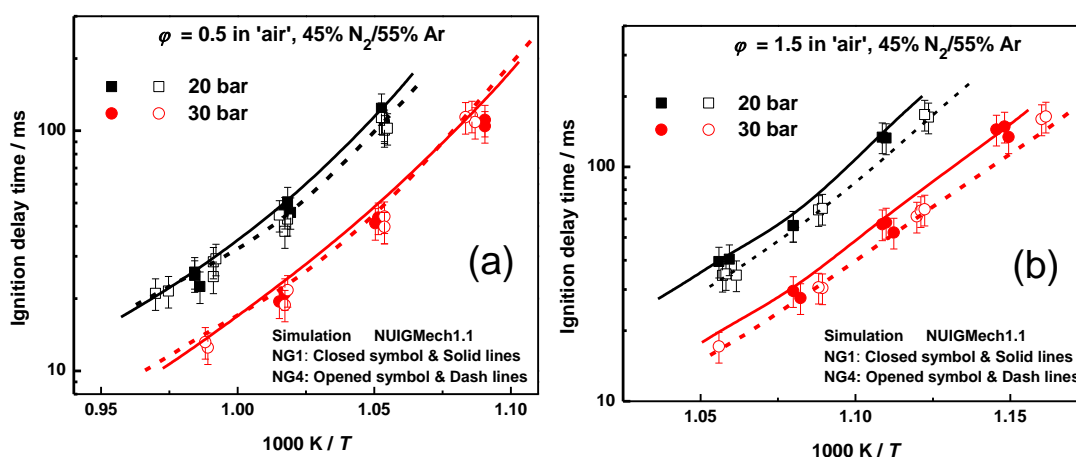 Ignition delay time / ms
100
10
φ = 0.5 in 'air', 45% N₂/55% Ar
20 bar
30 bar
(a)
Simulation NUIGMech1.1
NG1: Closed symbol & Solid lines
NG4: Opened symbol & Dash lines
0.95 1.00 1.05 1.10
1000 K / T
Ignition delay time / ms
100
10
φ = 1.5 in 'air', 45% N₂/55% Ar
20 bar
30 bar
(b)
Simulation NUIGMech1.1
NG1: Closed symbol & Solid lines
NG4: Opened symbol & Dash lines
1.05 1.10 1.15
1000 K / T